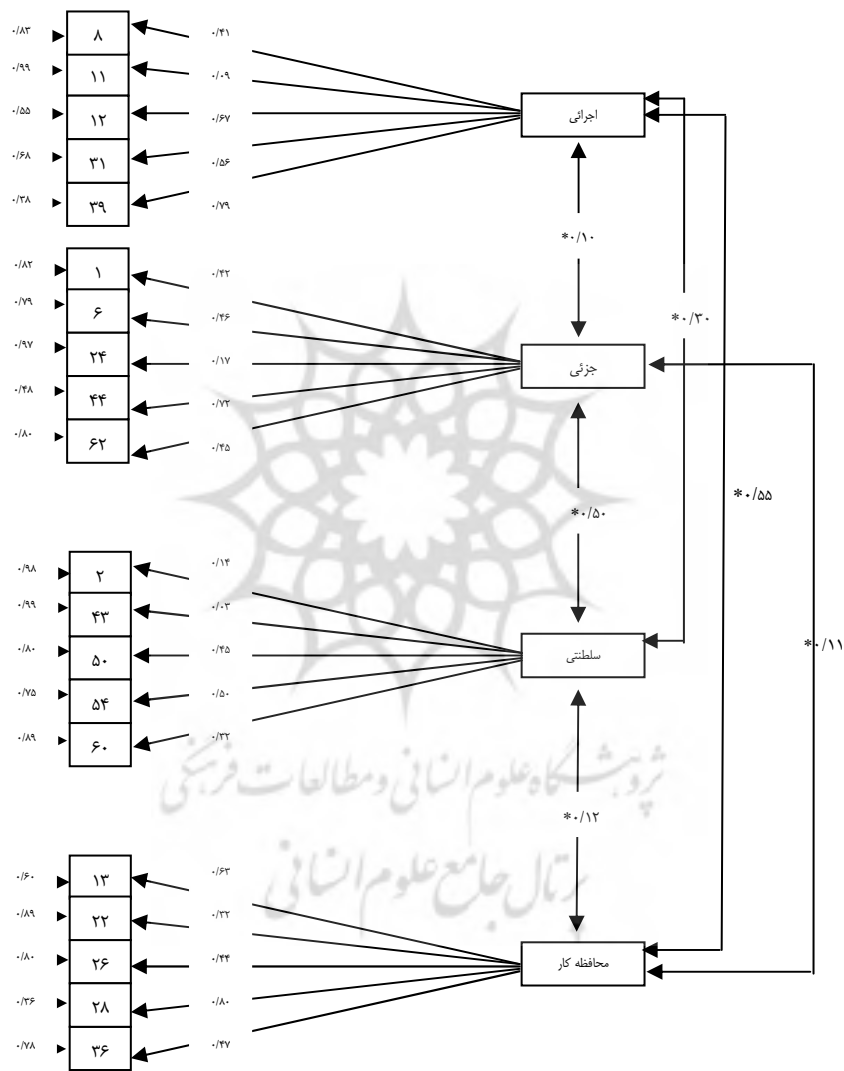 ۰/۸۳ ۸ ۰/۴۱
۰/۹۹ ۱۱ ۰/۰۹
۰/۵۵ ۱۲ ۰/۶۷
۰/۶۸ ۳۱ ۰/۵۶
۰/۳۸ ۳۹ ۰/۷۹
اجرائی
*۰/۱۰
۰/۸۲ ۱ ۰/۴۲
۰/۷۹ ۶ ۰/۴۶
۰/۹۷ ۲۴ ۰/۱۷
۰/۴۸ ۴۴ ۰/۷۲
۰/۸۰ ۶۲ ۰/۴۵
*۰/۳۰
جزئی
*۰/۵۵
*۰/۵۰
۰/۹۸ ۲ ۰/۱۴
۰/۹۹ ۴۳ ۰/۰۳
۰/۸۰ ۵۰ ۰/۴۵
۰/۷۵ ۵۴ ۰/۵۰
۰/۸۹ ۶۰ ۰/۳۲
سلطنتی
*۰/۱۱
پژوهشگاه علوم انسانی و مطالعات فرهنگی
*۰/۱۲
پرتال جامع علوم انسانی
۰/۶۰ ۱۳ ۰/۶۳
۰/۸۹ ۲۲ ۰/۳۲
۰/۸۰ ۲۶ ۰/۴۴
۰/۳۶ ۲۸ ۰/۸۰
۰/۷۸ ۳۶ ۰/۴۷
محافظه کار